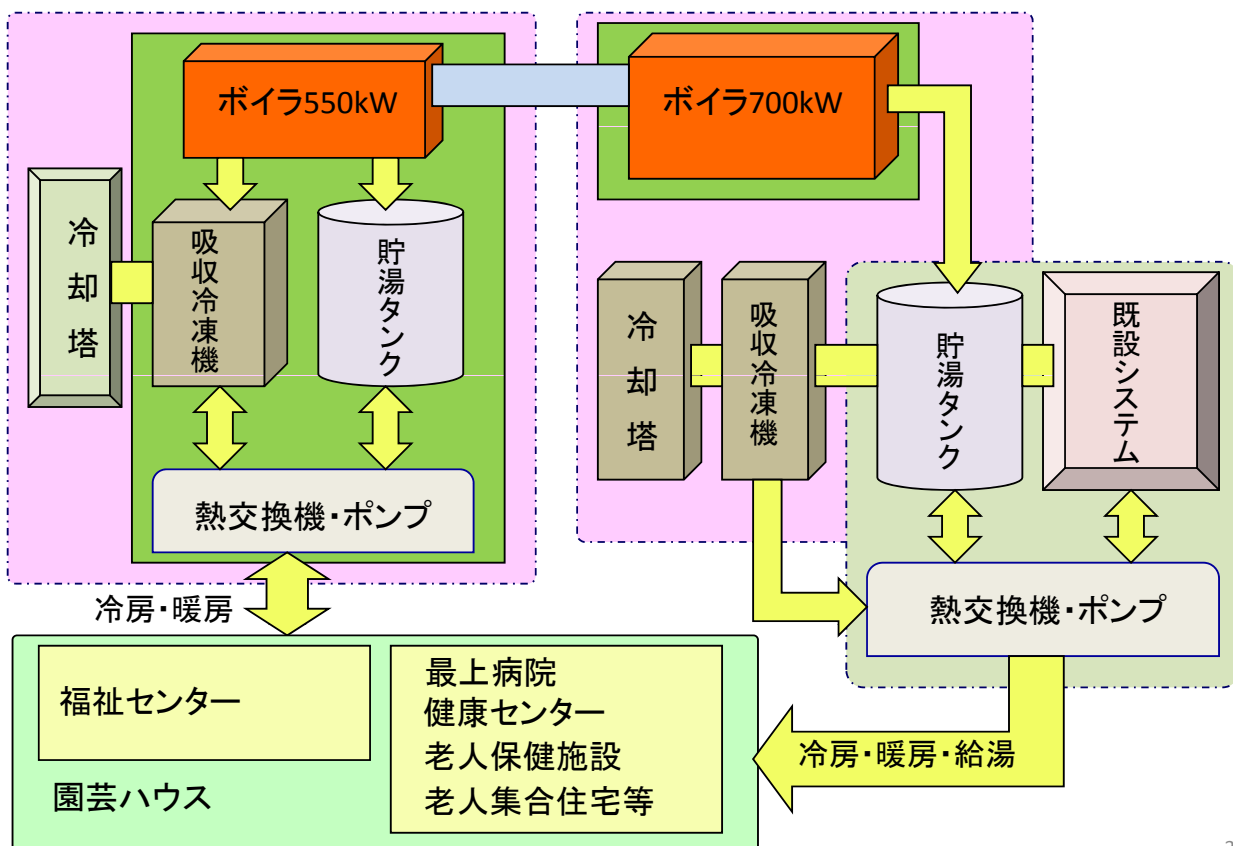 ボイラ550kW
ボイラ700kW
冷却塔
吸収冷凍機
貯湯タンク
冷却塔
吸収冷凍機
貯湯タンク
既設システム
熱交換機・ポンプ
熱交換機・ポンプ
冷房・暖房
福祉センター
園芸ハウス
最上病院
健康センター
老人保健施設
老人集合住宅等
冷房・暖房・給湯